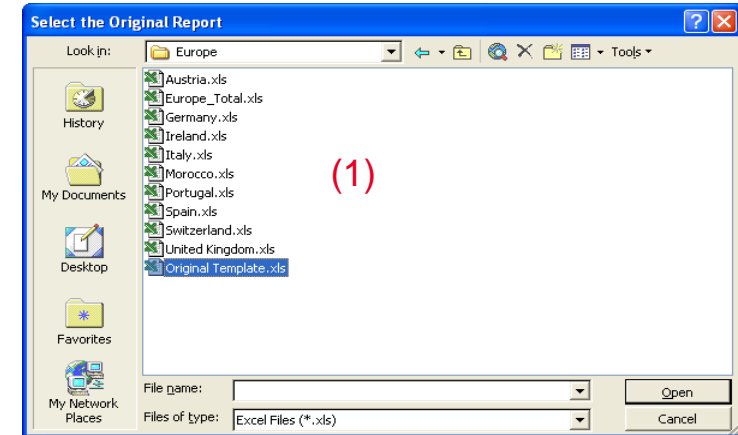 Select the Original Report
Look in: Europe Tools
History
My Documents
Desktop
Favorites
My Network
Places
Austria.xls
Europe_Total.xls
Germany.xls
Ireland.xls
Italy.xls
Morocco.xls
Portugal.xls
Spain.xls
Switzerland.xls
United Kingdom.xls
Original Template.xls
(1)
File name: Open
Files of type: Excel Files (*.xls) Cancel